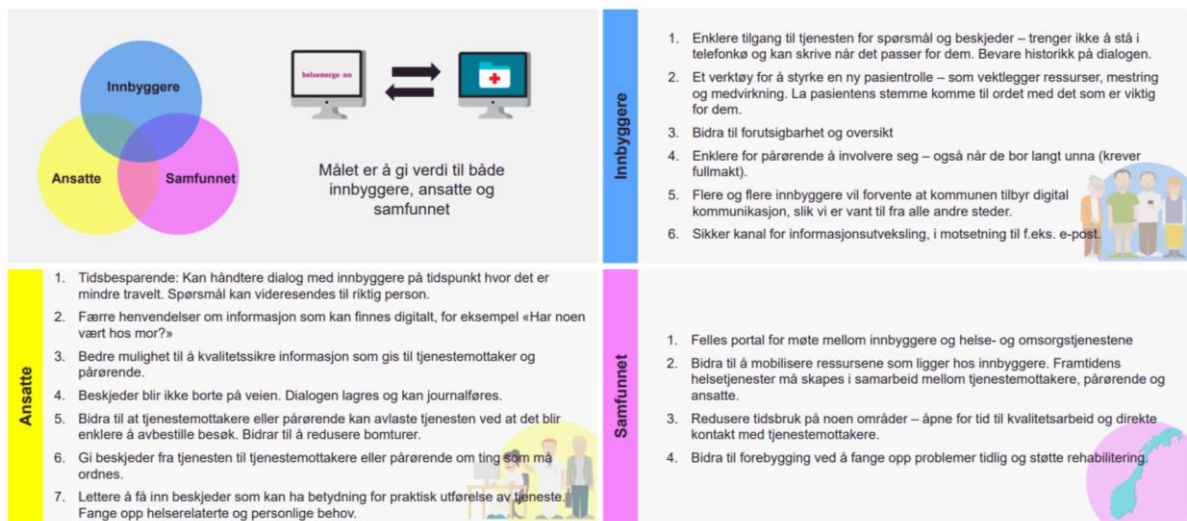 Innbyggere
Ansatte
Samfunnet
helsenorge no
Målet er å gi verdi til både
innbyggere, ansatte og
samfunnet
Innbyggere
1. Enklere tilgang til tjenesten for spørsmål og beskjeder – trenger ikke å stå i
telefonkø og kan skrive når det passer for dem. Bevare historikk på dialogen.
2. Et verktøy for å styrke en ny pasientrolle – som vektlegger ressurser, mestring
og medvirkning. La pasientens stemme komme til ordet med det som er viktig
for dem.
3. Bidra til forutsigbarhet og oversikt
4. Enklere for pårørende å involvere seg – også når de bor langt unna (krever
fullmakt).
5. Flere og flere innbyggere vil forvente at kommunen tilbyr digital
kommunikasjon, slik vi er vant til fra alle andre steder.
6. Sikker kanal for informasjonsutveksling, i motsetning til f.eks. e-post.
Ansatte
1. Tidsbesparende: Kan håndtere dialog med innbyggere på tidspunkt hvor det er
mindre travelt. Spørsmål kan videresendes til riktig person.
2. Færre henvendelser om informasjon som kan finnes digitalt, for eksempel «Har noen
vært hos mor?»
3. Bedre mulighet til å kvalitetssikre informasjon som gis til tjenestemottaker og
pårørende.
4. Beskjeder blir ikke borte på veien. Dialogen lagres og kan journalføres.
5. Bidra til at tjenestemottakere eller pårørende kan avlaste tjenesten ved at det blir
enklere å avbestille besøk. Bidrar til å redusere bomturer.
6. Gi beskjeder fra tjenesten til tjenestemottakere eller pårørende om ting som må
ordnes.
7. Lettere å få inn beskjeder som kan ha betydning for praktisk utførelse av tjeneste.
Fange opp helserelaterte og personlige behov.
Samfunnet
1. Felles portal for møte mellom innbyggere og helse- og omsorgstjenestene
2. Bidra til å mobilisere ressursene som ligger hos innbyggere. Framtidens
helsetjenester må skapes i samarbeid mellom tjenestemottakere, pårørende og
ansatte.
3. Redusere tidsbruk på noen områder – åpne for tid til kvalitetsarbeid og direkte
kontakt med tjenestemottakere.
4. Bidra til forebygging ved å fange opp problemer tidlig og støtte rehabilitering.